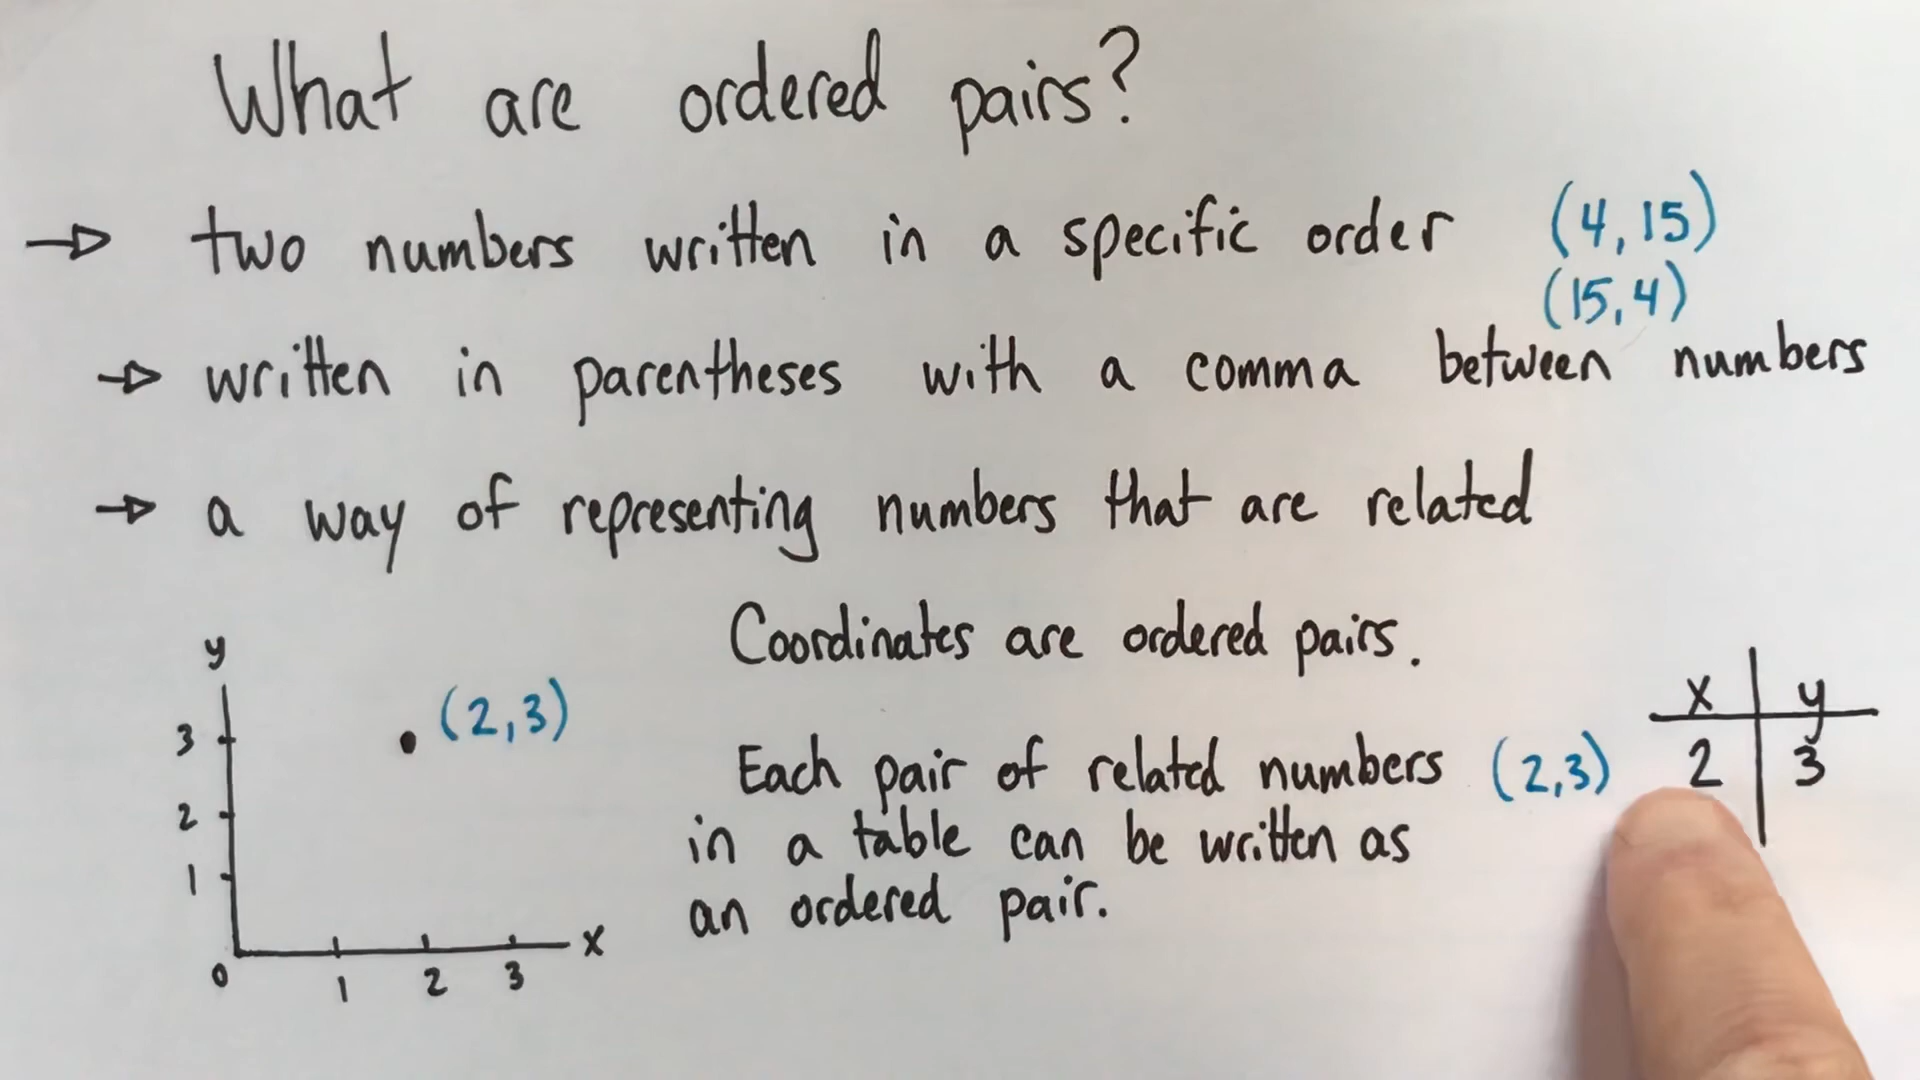 What are ordered pairs?
two numbers written in a specific order (4,15)
(15,4)
written in parentheses with a comma between numbers
a way of representing numbers that are related
Coordinates are ordered pairs.
y
3
2
1
0
1 2 3
x
(2,3)
Each pair of related numbers (2,3)
in a table can be written as
an ordered pair.
x y
2 3